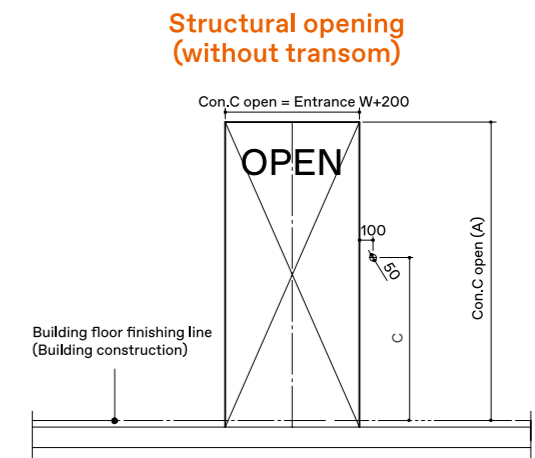 Structural opening
(without transom)
Con.C open = Entrance W+200
OPEN
100
50
Con.C open (A)
C
Building floor finishing line
(Building construction)